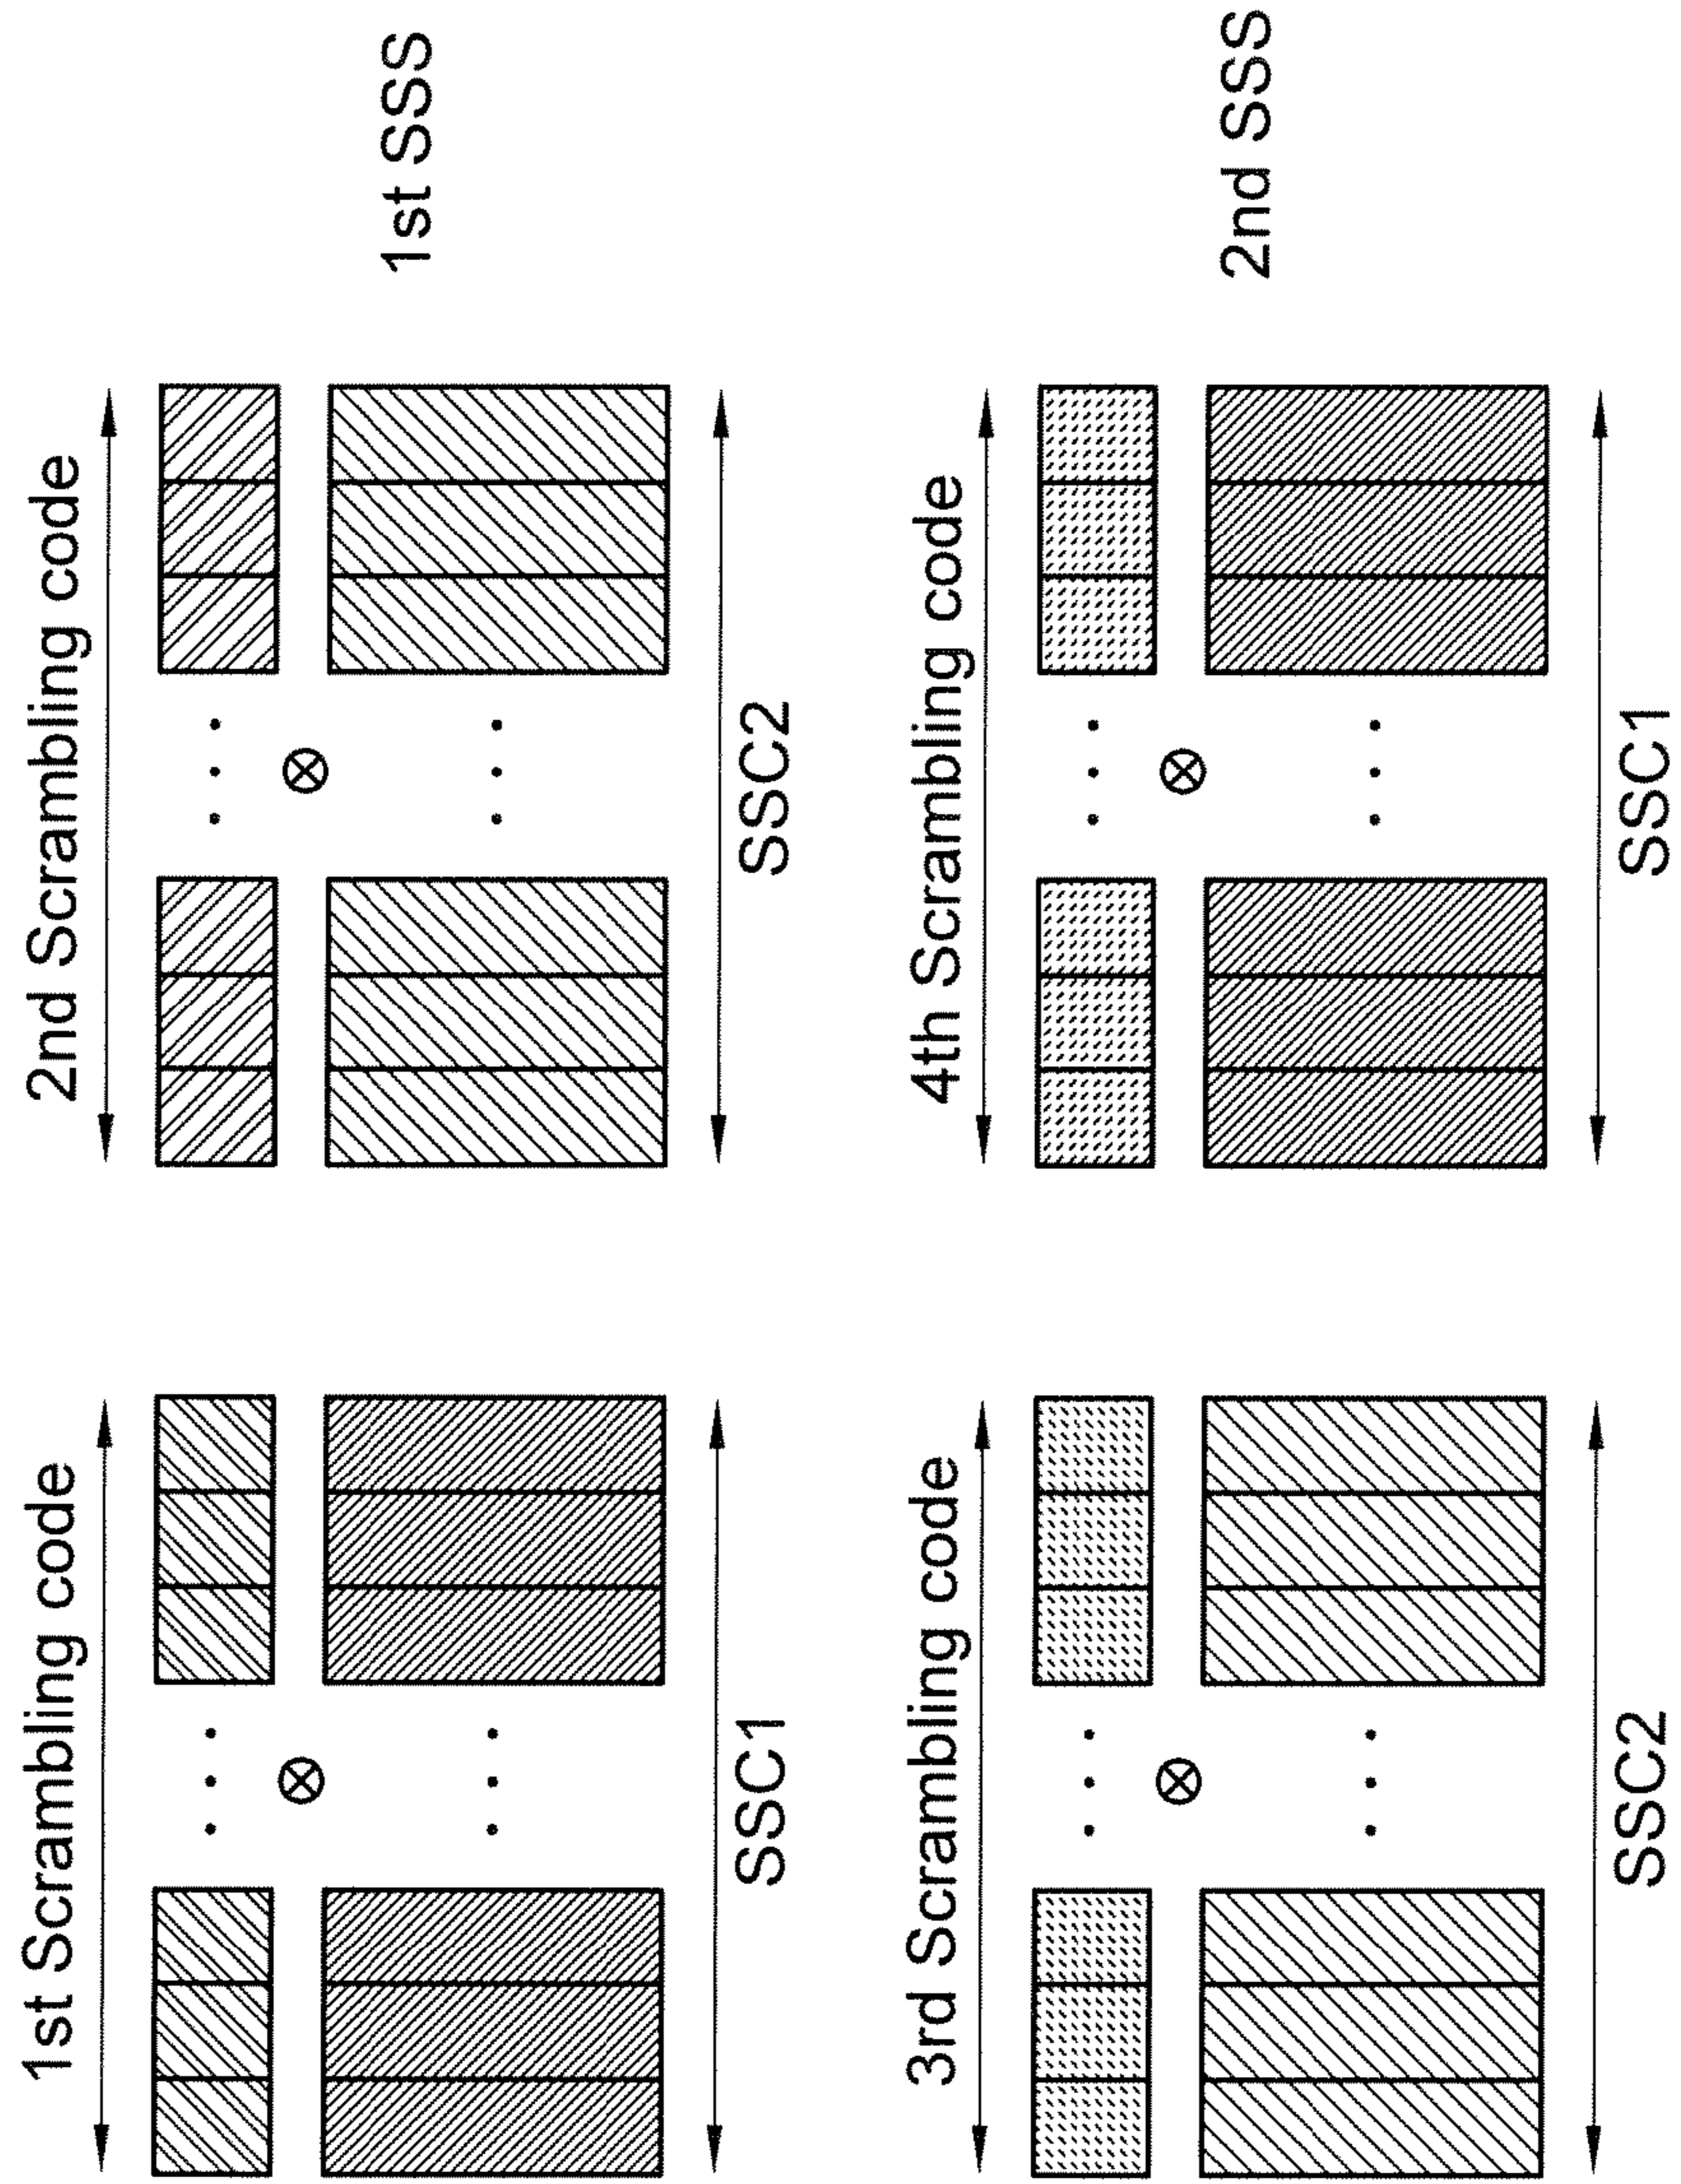 1st Scrambling code
2nd Scrambling code
1st SSS
SSC1
SSC2
3rd Scrambling code
4th Scrambling code
2nd SSS
SSC2
SSC1